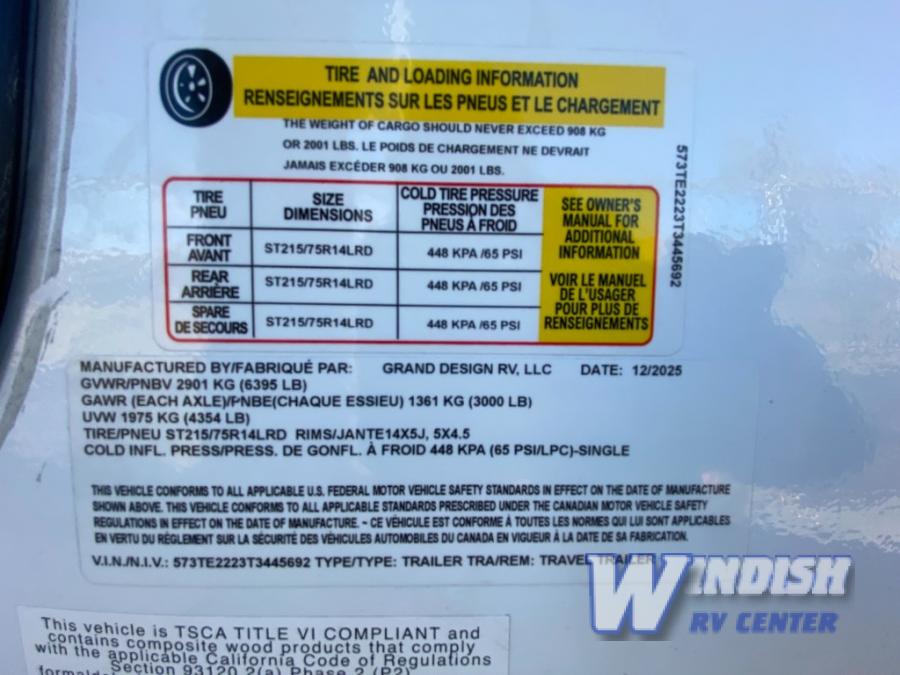 TIRE AND LOADING INFORMATION
RENSEIGNEMENTS SUR LES PNEUS ET LE CHARGEMENT
THE WEIGHT OF CARGO SHOULD NEVER EXCEED 908 KG
OR 2001 LBS. LE POIDS DE CHARGEMENT NE DEVRAIT
JAMAIS EXCÉDER 908 KG OU 2001 LBS.
TIRE
PNEU
SIZE
DIMENSIONS
COLD TIRE PRESSURE
PRESSION DES
PNEUS À FROID
FRONT
AVANT
ST215/75R14LRD
448 KPA /65 PSI
REAR
ARRIÈRE
ST215/75R14LRD
448 KPA /65 PSI
SPARE
DE SECOURS
ST215/75R14LRD
448 KPA /65 PSI
SEE OWNER'S
MANUAL FOR
ADDITIONAL
INFORMATION
VOIR LE MANUEL
DE L'USAGER
POUR PLUS DE
RENSEIGNEMENTS
573TE2223T3445692
MANUFACTURED BY/FABRIQUÉ PAR: GRAND DESIGN RV, LLC DATE: 12/2025
GVWR/PNBV 2901 KG (6395 LB)
GAWR (EACH AXLE)/PNBE(CHAQUE ESSIEU) 1361 KG (3000 LB)
UVW 1975 KG (4354 LB)
TIRE/PNEU ST215/75R14LRD RIMS/JANTE14X5J, 5X4.5
COLD INFL. PRESS/PRESS. DE GONFL. À FROID 448 KPA (65 PSI/LPC)-SINGLE
THIS VEHICLE CONFORMS TO ALL APPLICABLE U.S. FEDERAL MOTOR VEHICLE SAFETY STANDARDS IN EFFECT ON THE DATE OF MANUFACTURE
SHOWN ABOVE. THIS VEHICLE CONFORMS TO ALL APPLICABLE STANDARDS PRESCRIBED UNDER THE CANADIAN MOTOR VEHICLE SAFETY
REGULATIONS IN EFFECT ON THE DATE OF MANUFACTURE. ~ CE VÉHICULE EST CONFORME À TOUTES LES NORMES QUI LUI SONT APPLICABLES
EN VERTU DU RÈGLEMENT SUR LA SÉCURITÉ DES VÉHICULES AUTOMOBILES DU CANADA EN VIGUEUR À LA DATE DE SA FABRICATION.
V.I.N./N.I.V.: 573TE2223T3445692 TYPE/TYPE: TRAILER TRA/REM: TRAVEL TRAILER
WINDISH
RV CENTER
This vehicle is TSCA TITLE VI COMPLIANT and
contains composite wood products that comply
with the applicable California Code of Regulations
Section 93120.2(a) Phase 2 (P2)